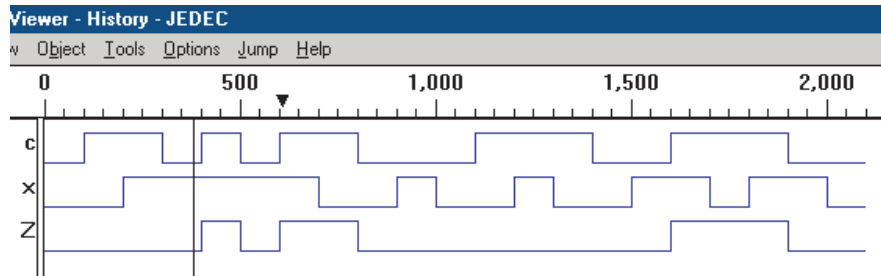 Viewer - History - JEDEC
w Object Tools Options Jump Help
0 500 1,000 1,500 2,000
c
x
Z